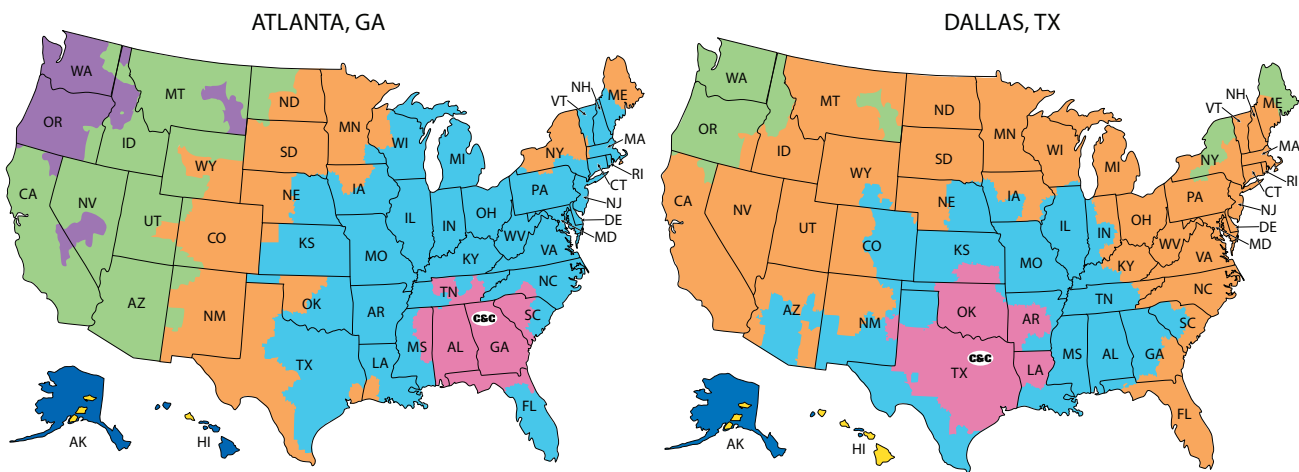 ATLANTA, GA
WA
OR
CA
NV
ID
MT
WY
UT
AZ
CO
NM
ND
SD
NE
KS
OK
TX
MN
IA
MO
AR
LA
WI
IL
MI
IN
OH
KY
TN
MS
AL
GA
FL
SC
NC
VA
WV
PA
NY
VT
NH
ME
MA
RI
CT
NJ
DE
MD
C&C
AK
HI
DALLAS, TX
WA
OR
CA
NV
ID
MT
WY
UT
AZ
CO
NM
ND
SD
NE
KS
OK
TX
MN
IA
MO
AR
LA
WI
IL
MI
IN
OH
KY
TN
MS
AL
GA
FL
SC
NC
VA
WV
PA
NY
VT
NH
ME
MA
RI
CT
NJ
DE
MD
C&C
AK
HI